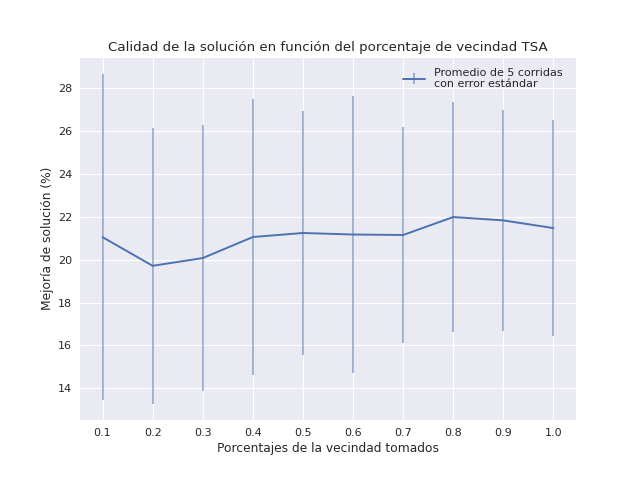 Calidad de la solución en función del porcentaje de vecindad TSA
Promedio de 5 corridas
con error estándar
Mejoría de solución (%)
28
26
24
22
20
18
16
14
0.1 0.2 0.3 0.4 0.5 0.6 0.7 0.8 0.9 1.0
Porcentajes de la vecindad tomados